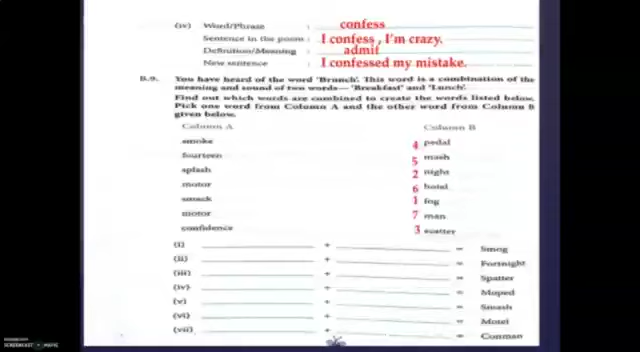 (iv) Word/Phrase : confess
Sentence in the poem : I confess , I'm crazy.
Definition/Meaning : admit
New sentence : I confessed my mistake.
B.9. You have heard of the word 'Brunch'. This word is a combination of the
meaning and sound of two words— 'Breakfast' and 'Lunch'.
Find out which words are combined to create the words listed below.
Pick one word from Column A and the other word from Column B
given below.
Column A Column B
smoke 4 pedal
fourteen 5 mash
splash 2 night
motor 6 hotel
smack 1 fog
motor 7 man
confidence 3 scatter
(i) + = Smog
(ii) + = Fortnight
(iii) + = Spatter
(iv) + = Moped
(v) + = Smash
(vi) + = Motel
(vii) + = Conman
SCREENCAST MATIC